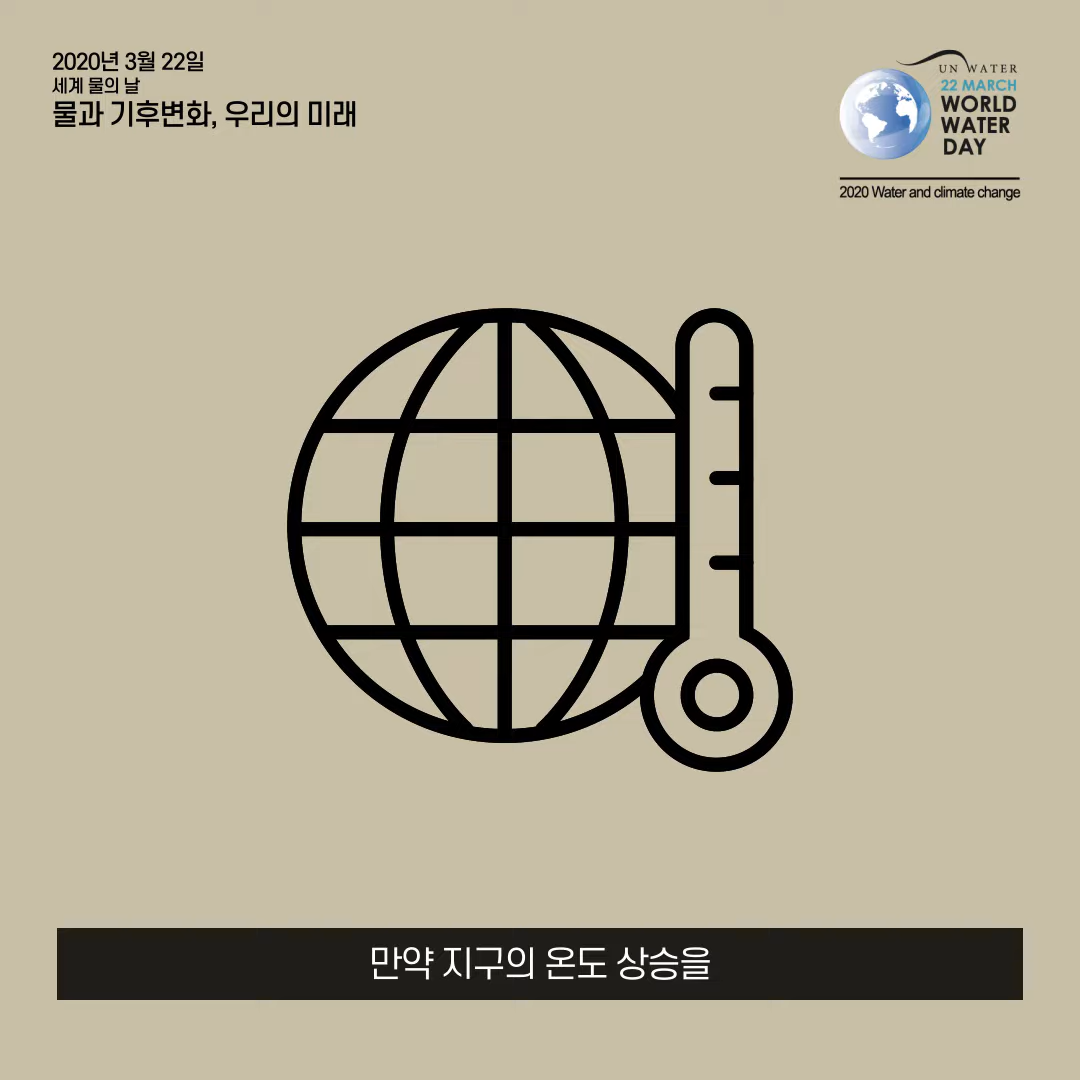 2020년 3월 22일
세계 물의 날
물과 기후변화, 우리의 미래
UN WATER
22 MARCH
WORLD
WATER
DAY
2020 Water and climate change
만약 지구의 온도 상승을